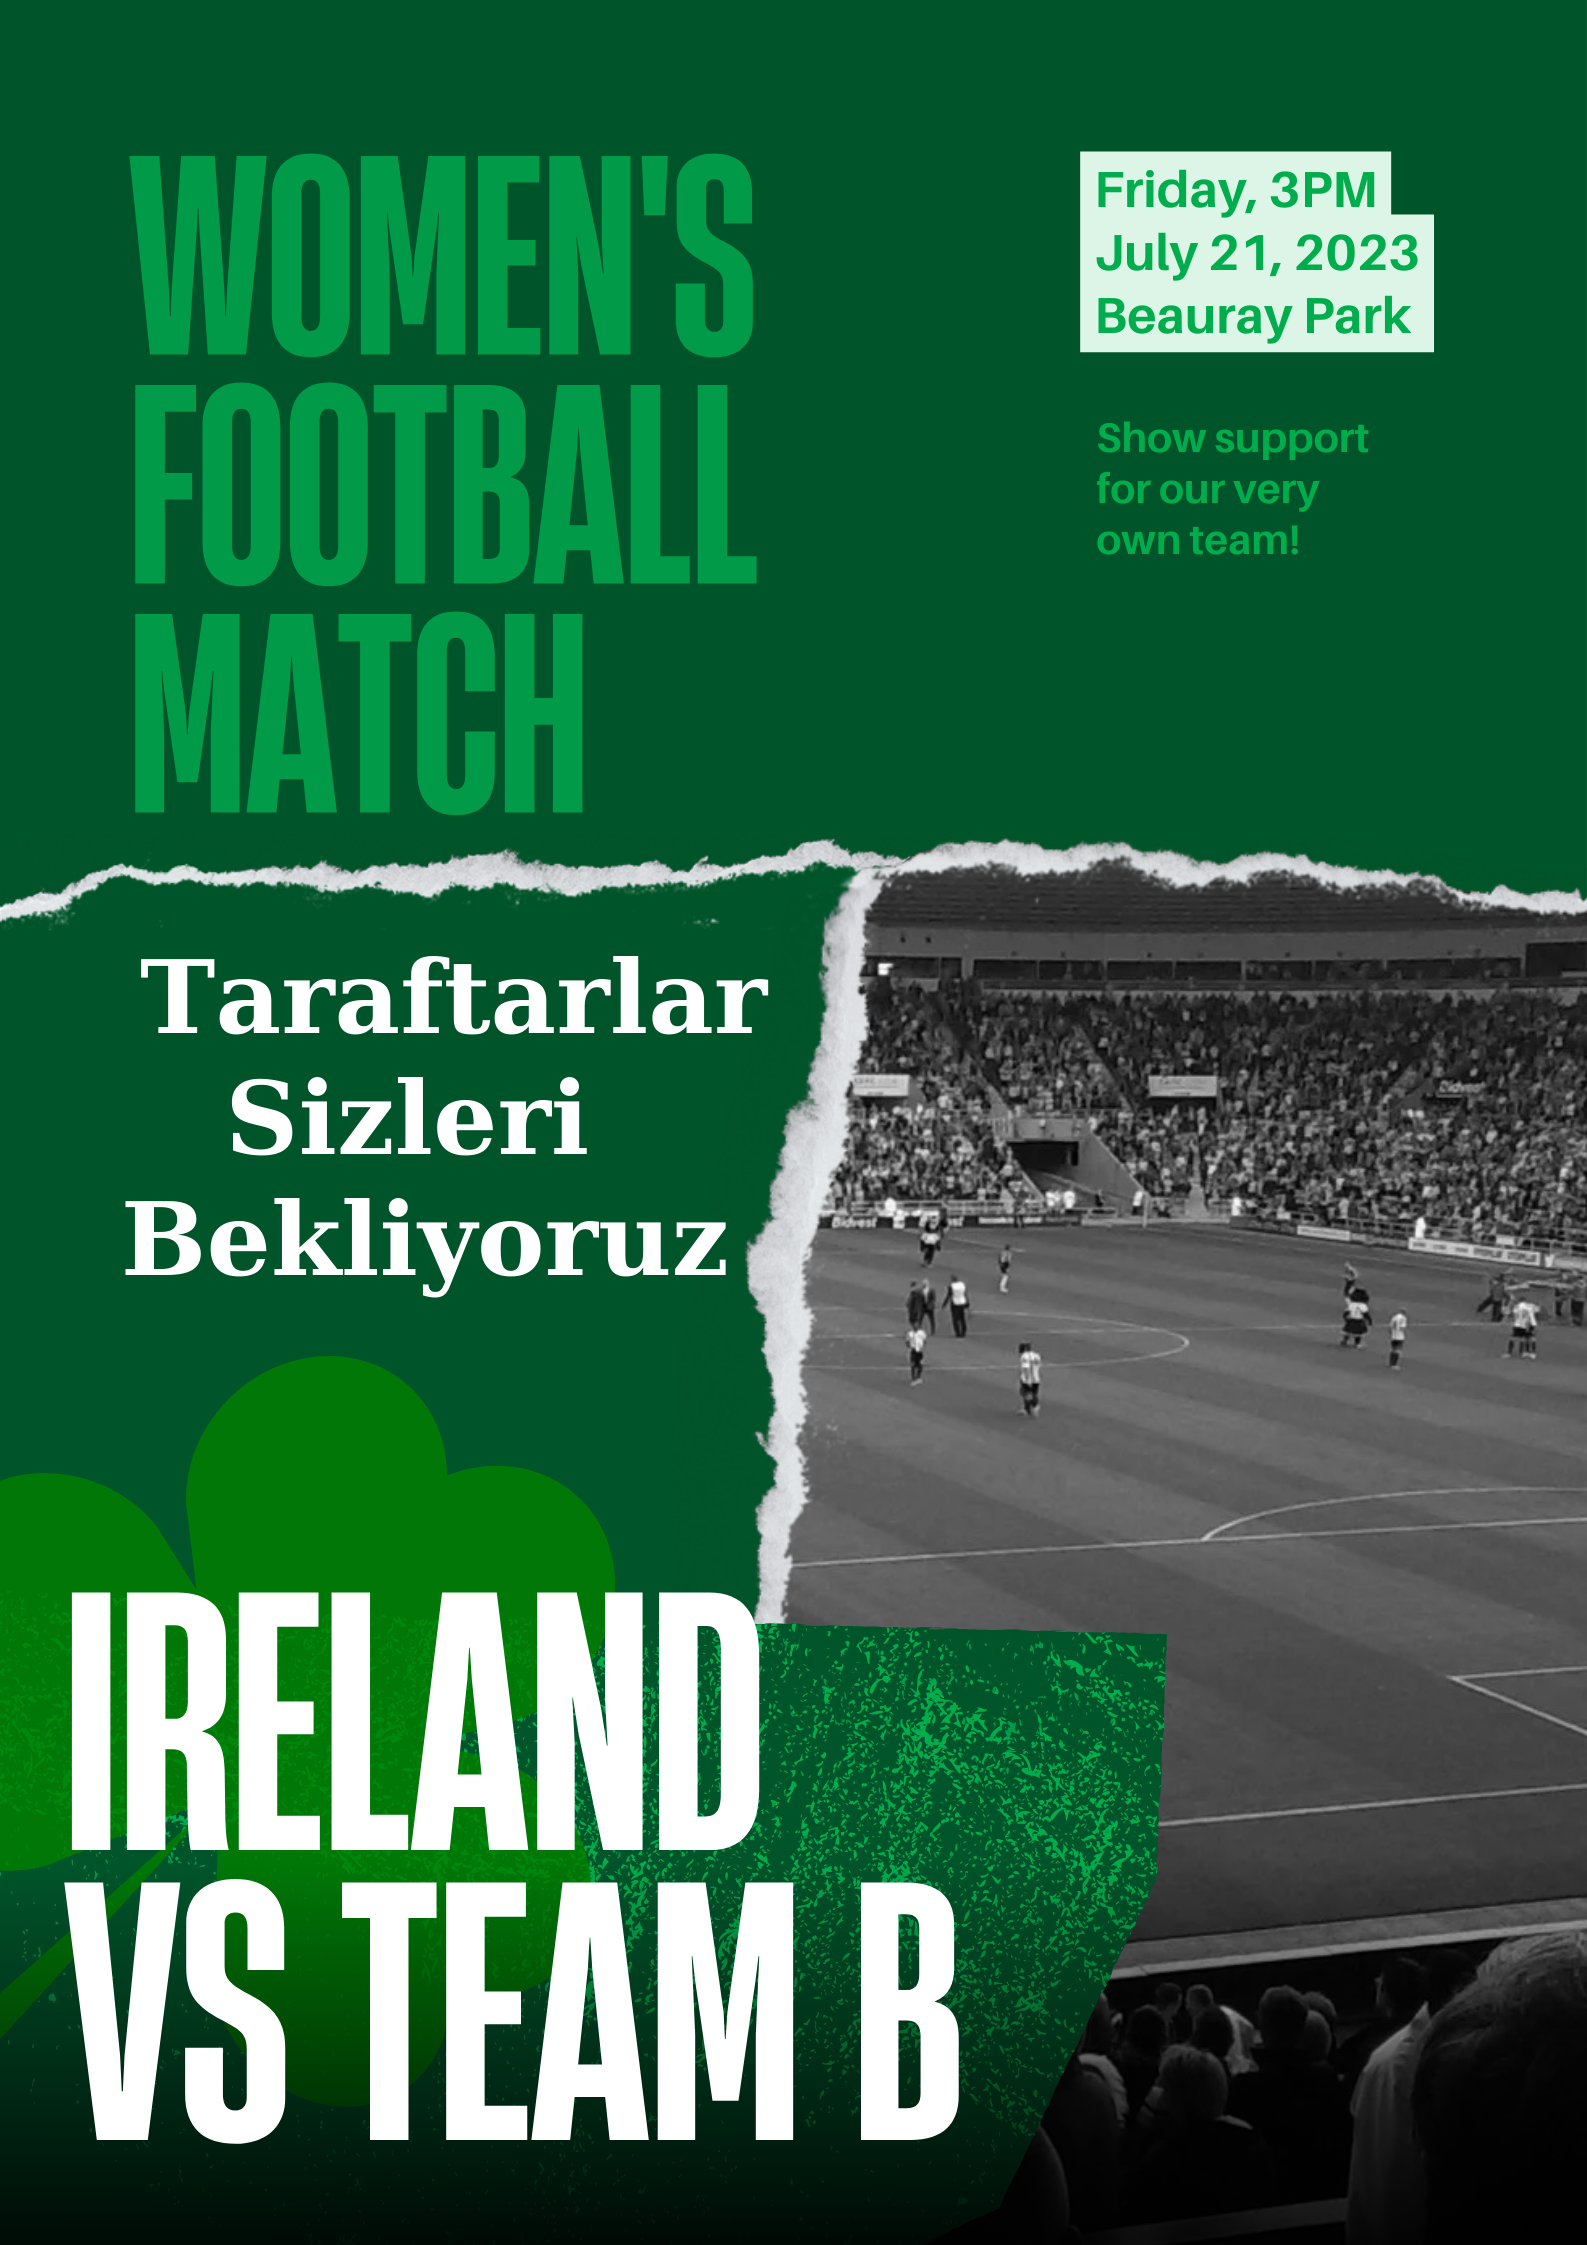 WOMEN'S
FOOTBALL
MATCH
Friday, 3PM
July 21, 2023
Beauray Park
Show support
for our very
own team!
Taraftarlar
Sizleri
Bekliyoruz
Bidvest
IRELAND
VS TEAM B